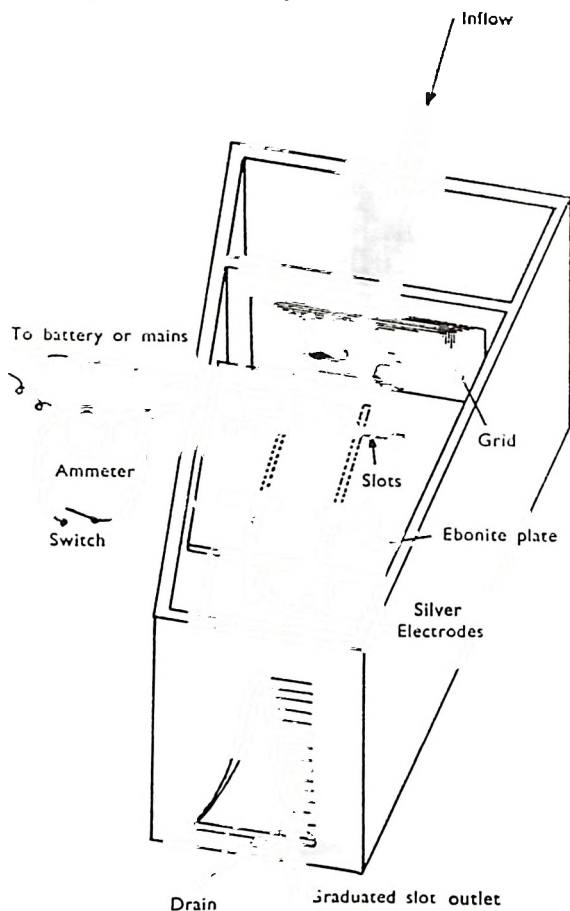 Inflow
To battery or mains
Grid
Slots
Ammeter
Switch
Ebonite plate
Silver
Electrodes
Drain
Graduated slot outlet